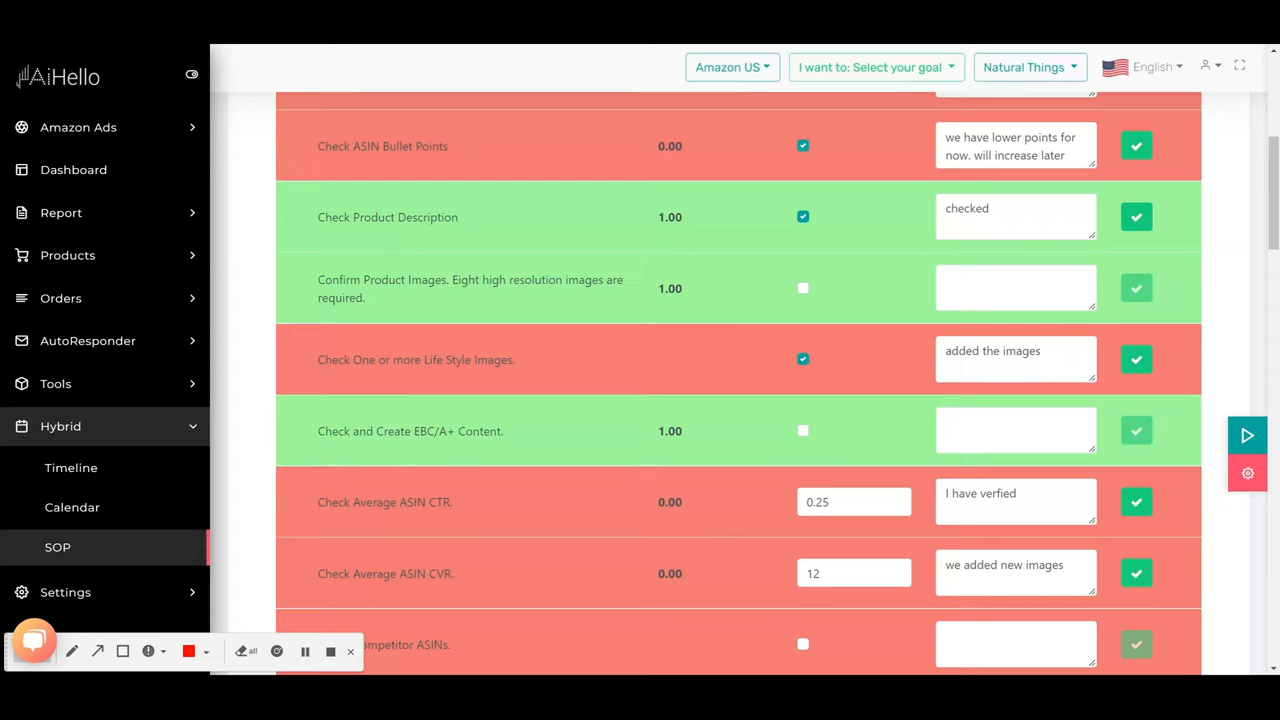 AiHello
Amazon US
I want to: Select your goal
Natural Things
English
Amazon Ads
Dashboard
Report
Products
Orders
AutoResponder
Tools
Hybrid
Timeline
Calendar
SOP
Settings
Check ASIN Bullet Points
0.00
we have lower points for
now. will increase later
Check Product Description
1.00
checked
Confirm Product Images. Eight high resolution images are
required.
1.00
Check One or more Life Style Images.
added the images
Check and Create EBC/A+ Content.
1.00
Check Average ASIN CTR.
0.00
0.25
I have verfied
Check Average ASIN CVR.
0.00
12
we added new images
ompetitor ASINs.
all